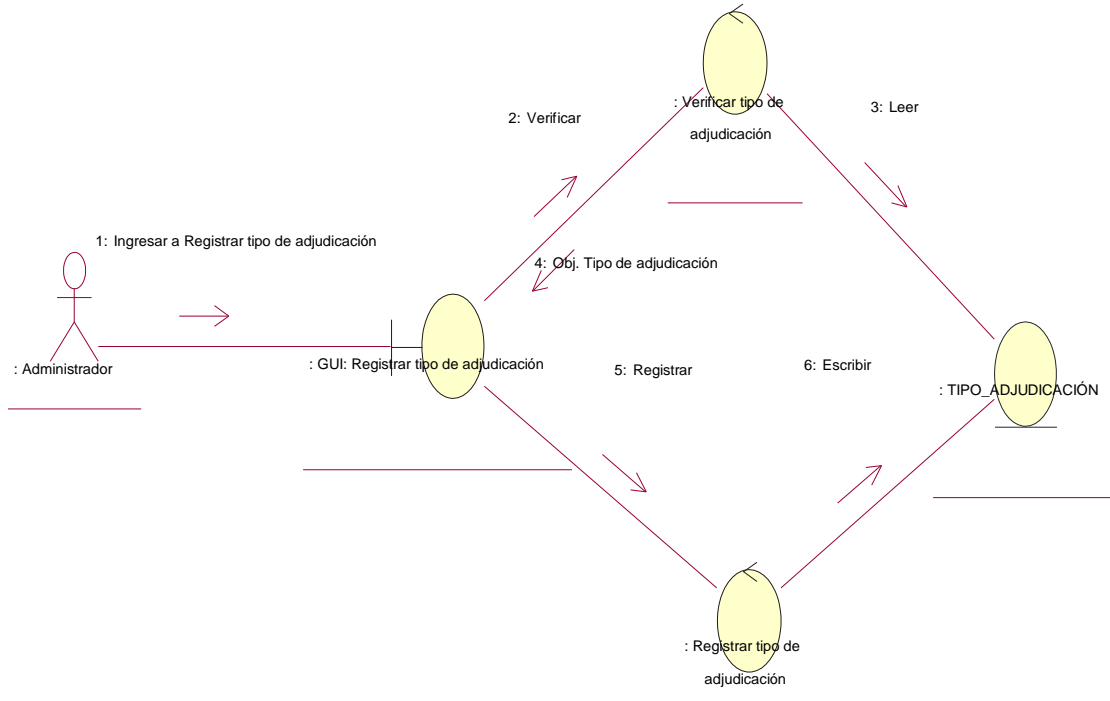 : Verificar tipo de
adjudicación
2: Verificar
3: Leer
1: Ingresar a Registrar tipo de adjudicación
4: Obj. Tipo de adjudicación
: Administrador
: GUI: Registrar tipo de adjudicación
5: Registrar
6: Escribir
: TIPO_ADJUDICACIÓN
: Registrar tipo de
adjudicación